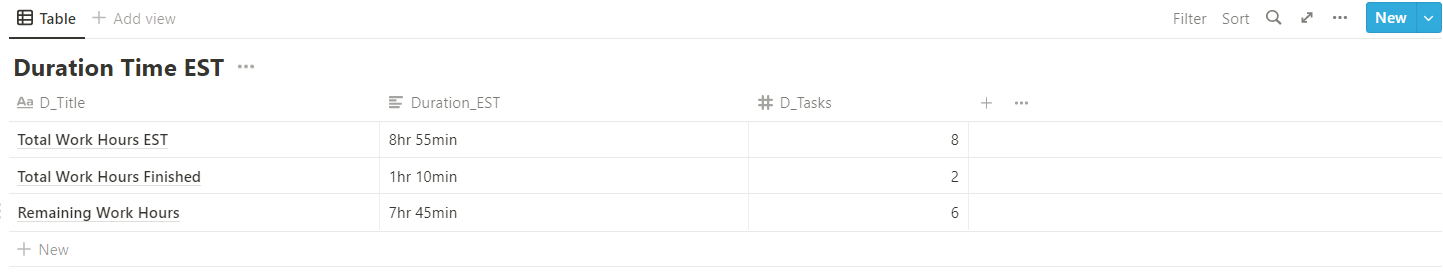 Table Add view Filter Sort New
Duration Time EST
Aa D_Title Duration_EST D_Tasks
Total Work Hours EST 8hr 55min 8
Total Work Hours Finished 1hr 10min 2
Remaining Work Hours 7hr 45min 6
New